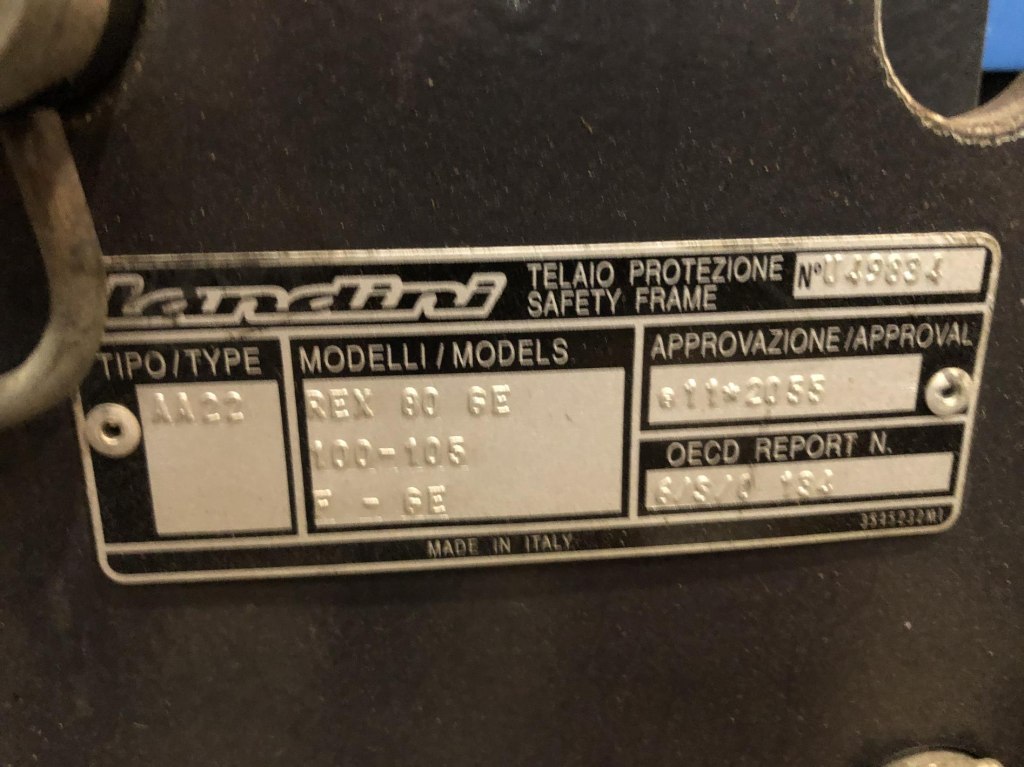 Landini
TELAIO PROTEZIONE
SAFETY FRAME
N° U49834
TIPO/TYPE
AA22
MODELLI/MODELS
REX 80 GE
100-105
F - GE
APPROVAZIONE/APPROVAL
e11*2055
OECD REPORT N.
MADE IN ITALY